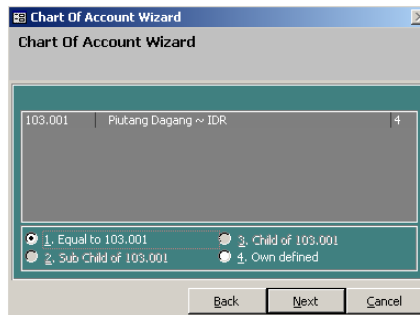 Chart Of Account Wizard
Chart Of Account Wizard
103.001 Piutang Dagang ~ IDR 4
1. Equal to 103.001 3. Child of 103.001
2. Sub Child of 103.001 4. Own defined
Back Next Cancel